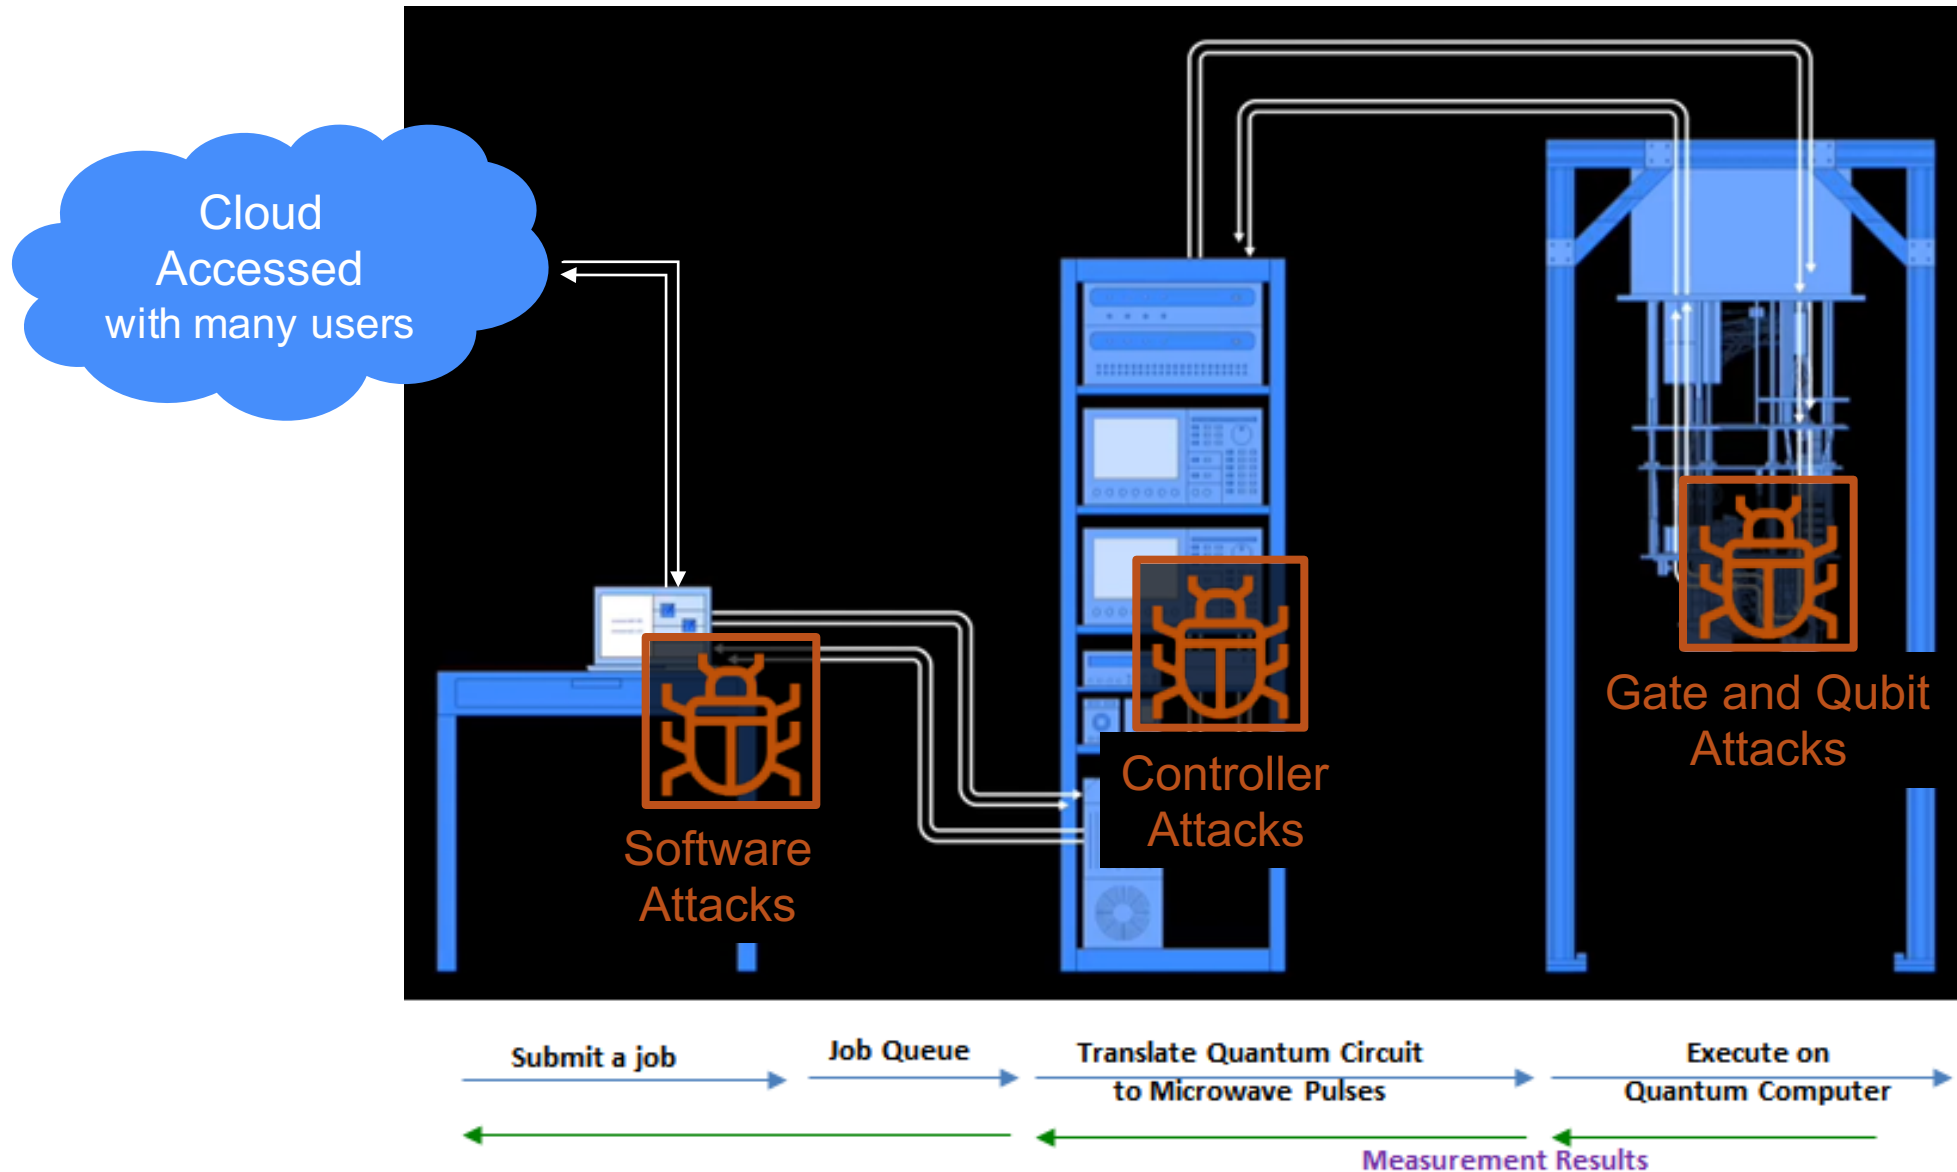 Cloud
Accessed
with many users
Software
Attacks
Controller
Attacks
Gate and Qubit
Attacks
Submit a job
Job Queue
Translate Quantum Circuit
to Microwave Pulses
Execute on
Quantum Computer
Measurement Results